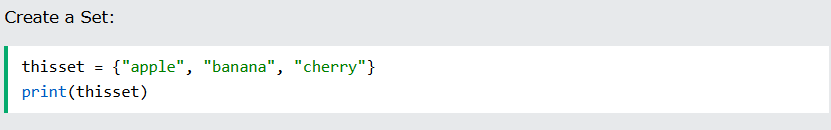 Create a Set:
thisset = {"apple", "banana", "cherry"}
print(thisset)